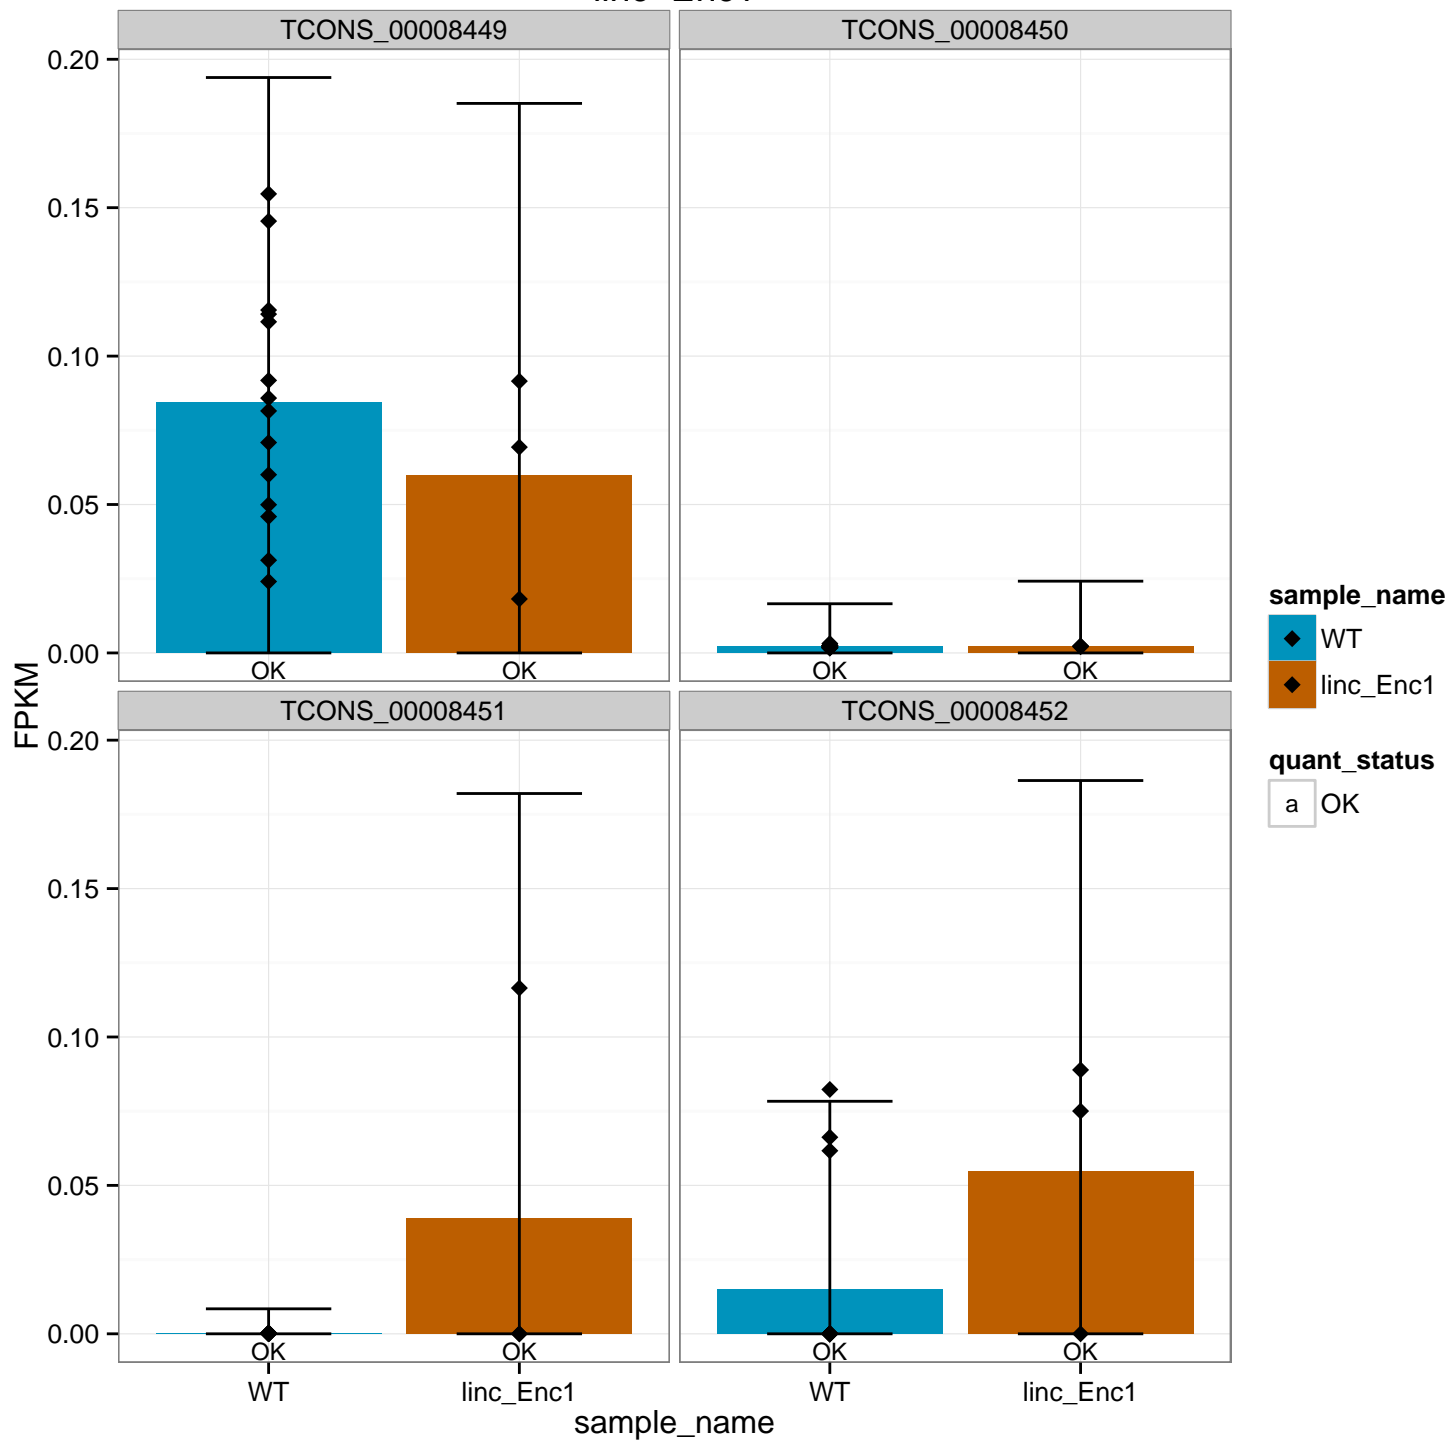 TCONS_00008449
TCONS_00008450
0.20
0.15
0.10
0.05
0.00
OK
OK
OK
OK
TCONS_00008451
TCONS_00008452
0.20
0.15
0.10
0.05
0.00
OK
OK
OK
OK
WT
linc_Enc1
WT
linc_Enc1
FPKM
sample_name
sample_name
WT
linc_Enc1
quant_status
a OK